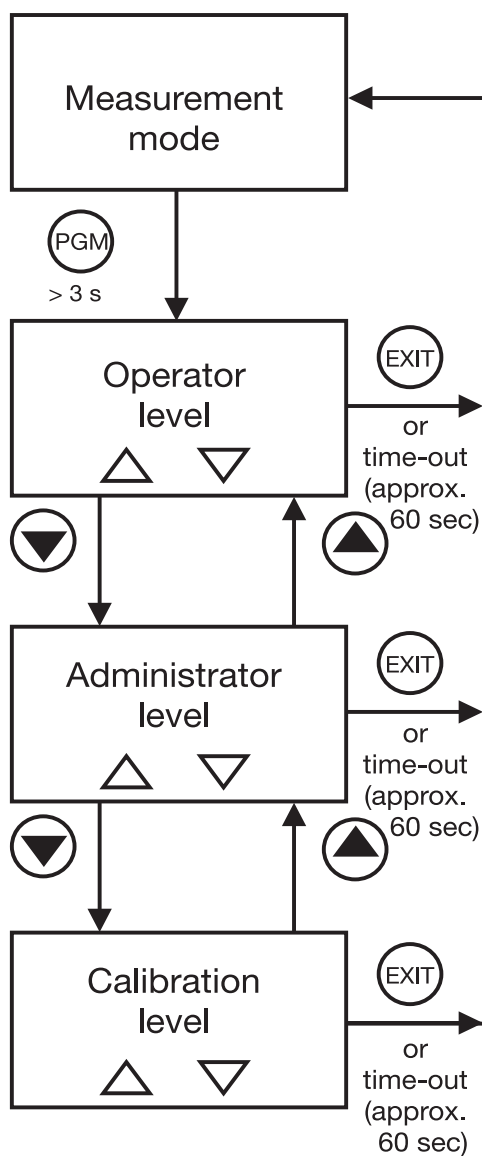 Measurement
mode
PGM
> 3 s
Operator
level
EXIT
or
time-out
(approx.
60 sec)
Administrator
level
EXIT
or
time-out
(approx.
60 sec)
Calibration
level
EXIT
or
time-out
(approx.
60 sec)